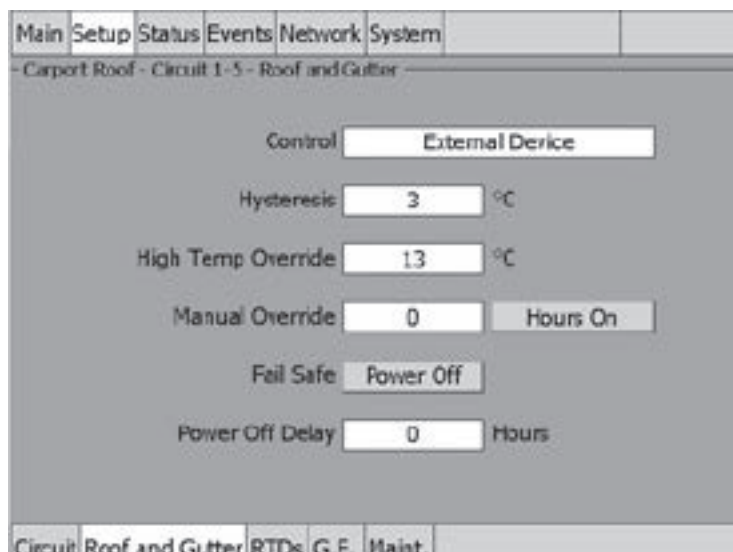 Main Setup Status Events Network System
Carport Roof - Circuit 1-5 - Roof and Gutter
Control External Device
Hysteresis 3 °C
High Temp Override 13 °C
Manual Override 0 Hours On
Fail Safe Power Off
Power Off Delay 0 Hours
Circuit Roof and Gutter RTDs G.F. Maint.